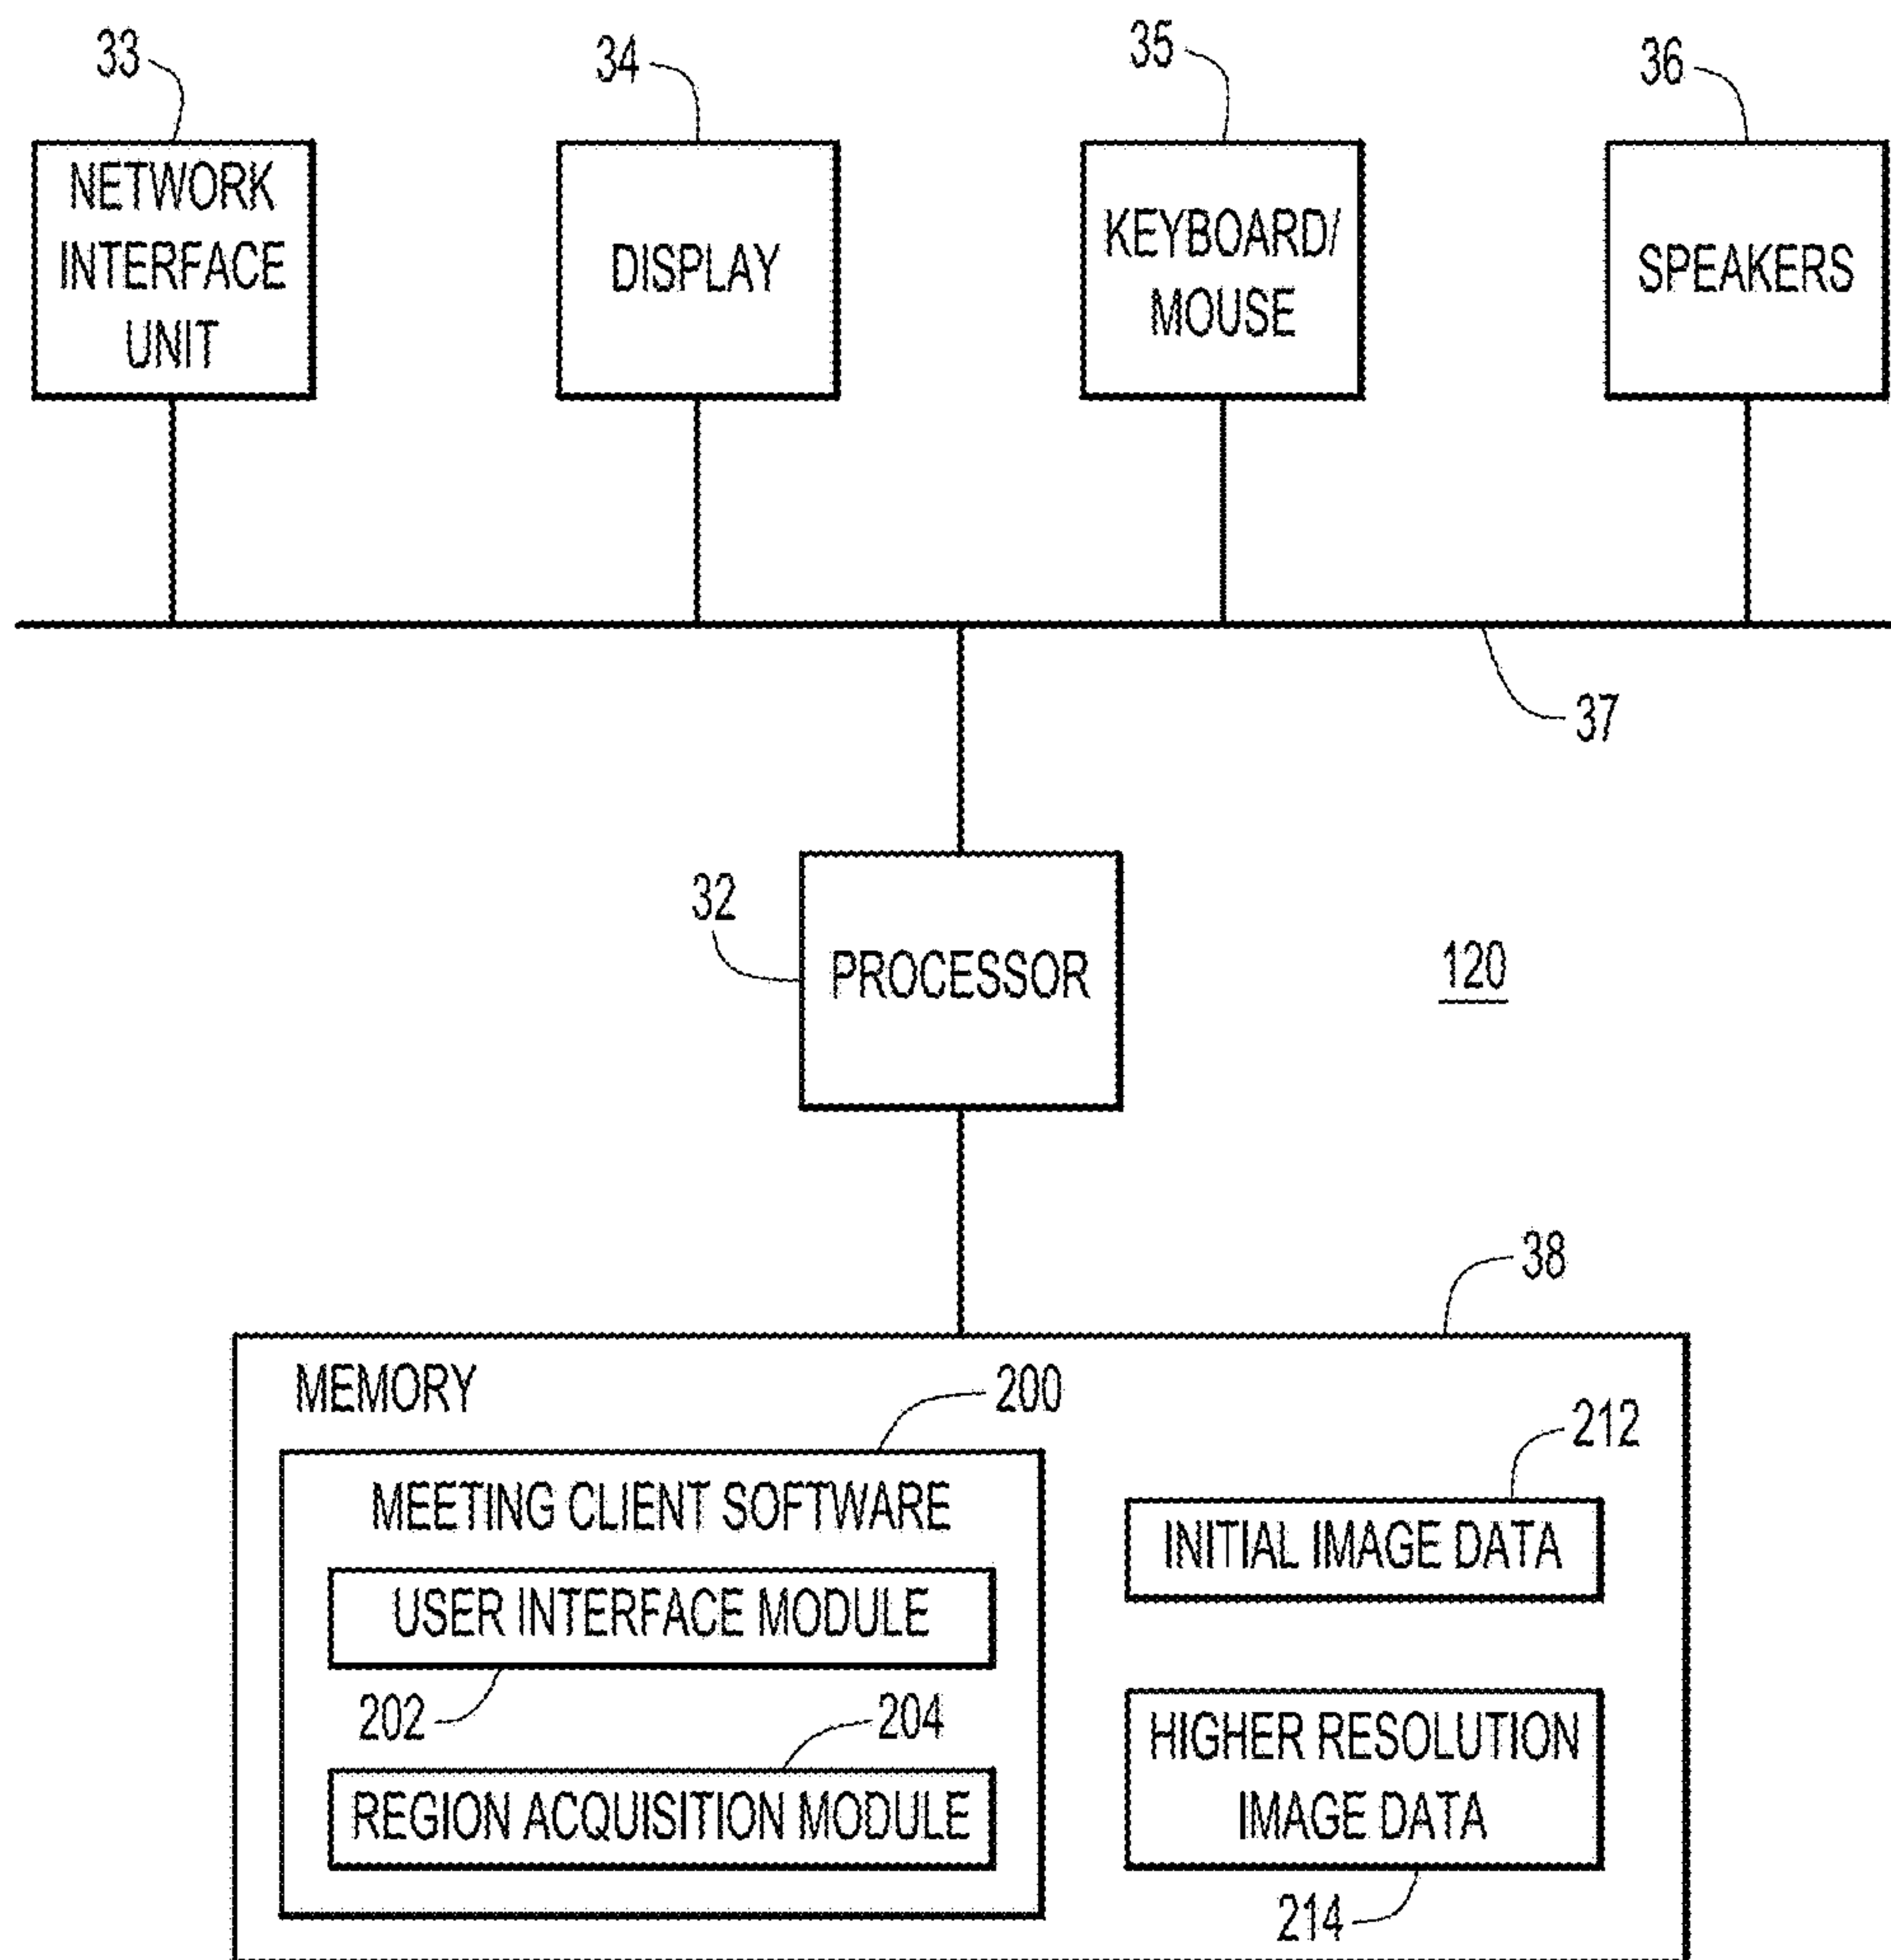 33
34
35
36
NETWORK
INTERFACE
UNIT
DISPLAY
KEYBOARD/
MOUSE
SPEAKERS
37
32
PROCESSOR
120
38
MEMORY
200
212
MEETING CLIENT SOFTWARE
INITIAL IMAGE DATA
USER INTERFACE MODULE
202
204
HIGHER RESOLUTION
IMAGE DATA
REGION ACQUISITION MODULE
214